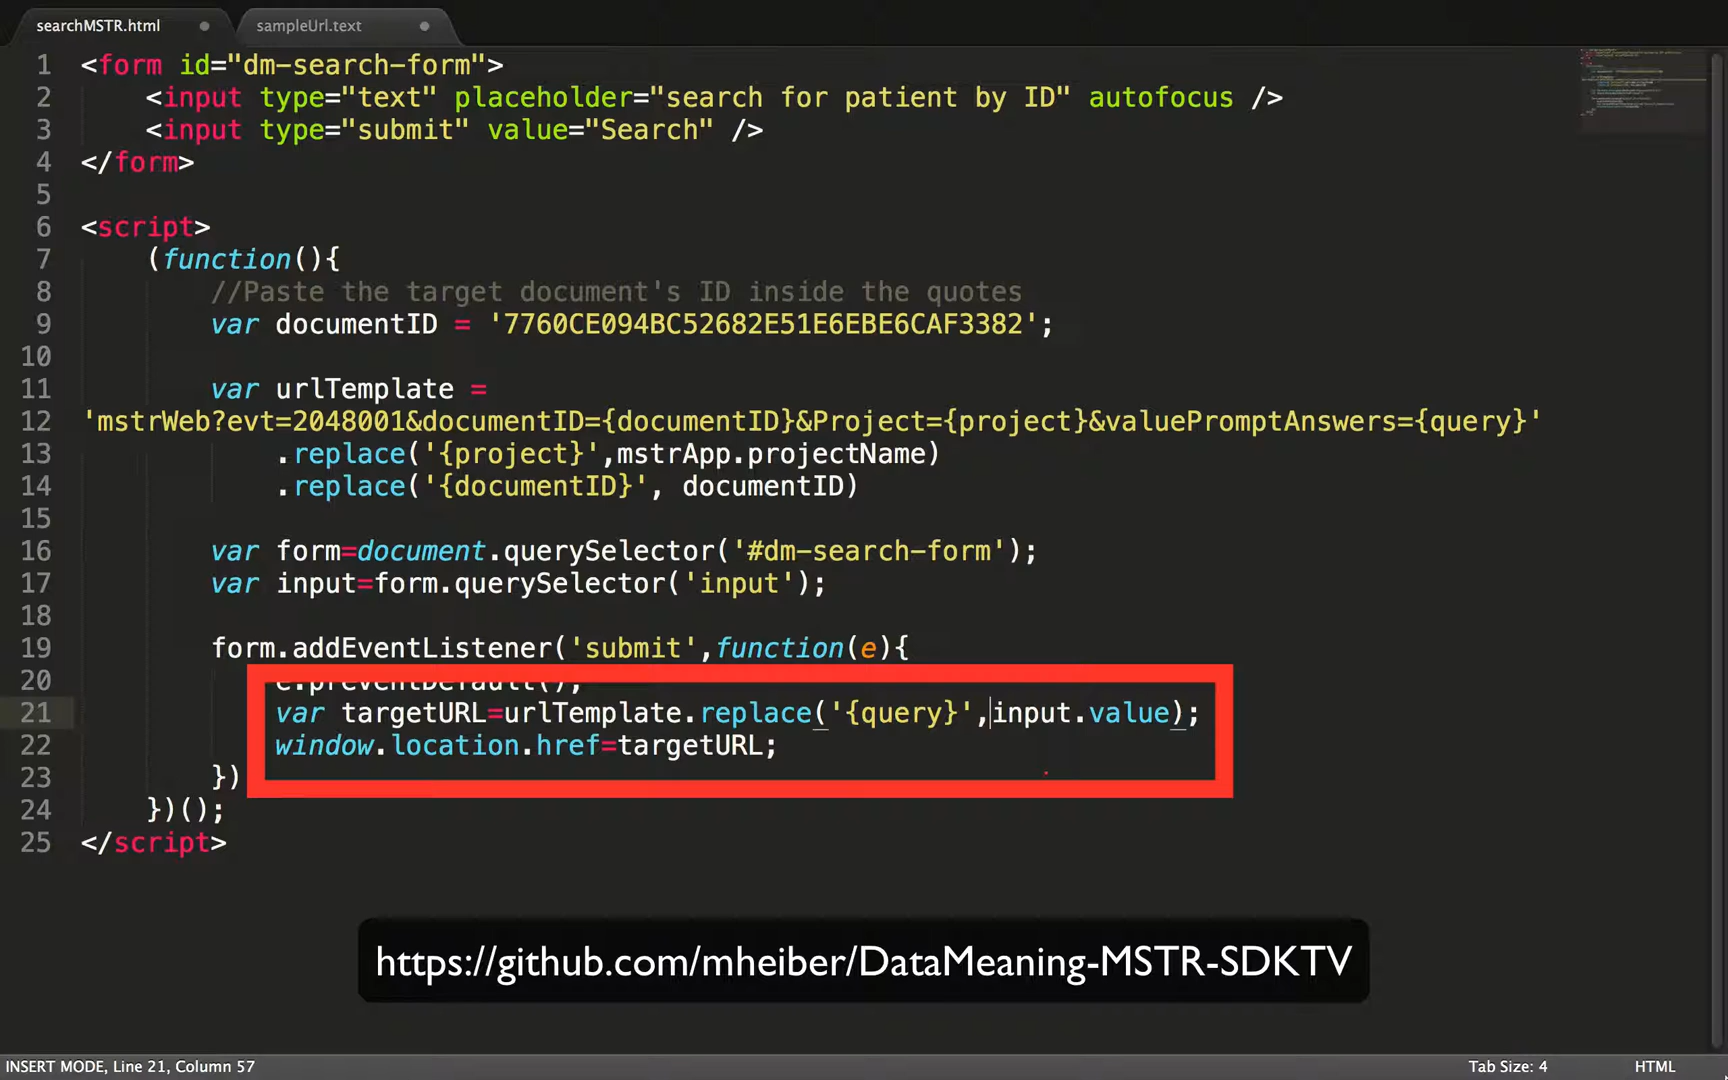 searchMSTR.html
sampleUrl.text
1 <form id="dm-search-form">
2     <input type="text" placeholder="search for patient by ID" autofocus />
3     <input type="submit" value="Search" />
4 </form>
5
6 <script>
7     (function(){
8         //Paste the target document's ID inside the quotes
9         var documentID = '7760CE094BC52682E51E6EBE6CAF3382';
10
11         var urlTemplate =
12 'mstrWeb?evt=2048001&documentID={documentID}&Project={project}&valuePromptAnswers={query}'
13             .replace('{project}',mstrApp.projectName)
14             .replace('{documentID}', documentID)
15
16         var form=document.querySelector('#dm-search-form');
17         var input=form.querySelector('input');
18
19         form.addEventListener('submit',function(e){
20             e.preventDefault();
21             var targetURL=urlTemplate.replace('{query}',input.value);
22             window.location.href=targetURL;
23         })
24     })();
25 </script>
https://github.com/mheiber/DataMeaning-MSTR-SDKTV
INSERT MODE, Line 21, Column 57
Tab Size: 4
HTML